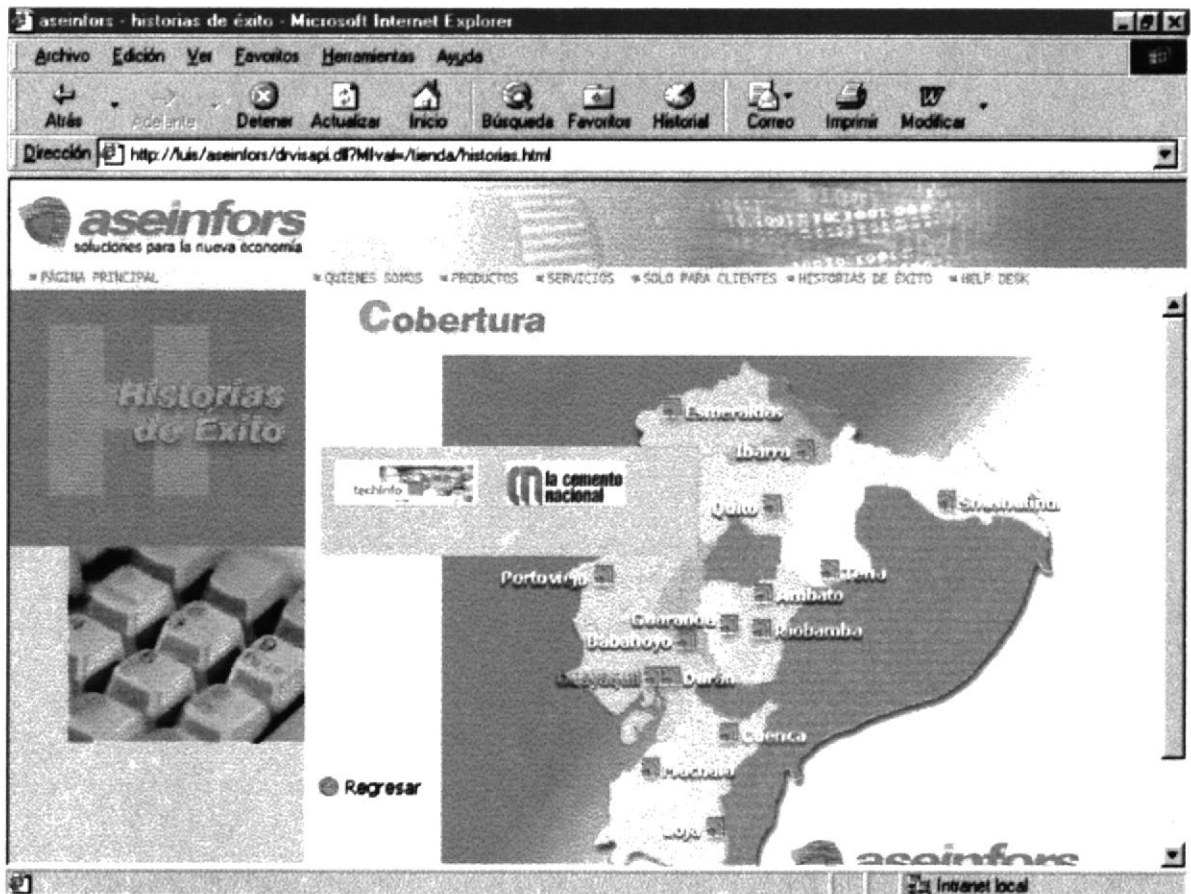 aseinfors - historias de éxito - Microsoft Internet Explorer
Archivo Edición Ver Favoritos Herramientas Ayuda
Atrás Adelante Detener Actualizar Inicio Búsqueda Favoritos Historial Correo Imprimir Modificar
Dirección http://luis/aseinfors/drvisapi.dll?MIval=/tienda/historias.html
aseinfors
soluciones para la nueva economía
PÁGINA PRINCIPAL QUIENES SOMOS PRODUCTOS SERVICIOS SOLO PARA CLIENTES HISTORIAS DE ÉXITO HELP DESK
Cobertura
Historias
de Éxito
Esmeraldas
Ibarra
techinfo
la cemento
nacional
Quito
Portoviejo
Tena
Ambato
Guaranda
Riobamba
Babahoyo
Guayaquil
Durán
Cuenca
Machala
Regresar
Loja
aseinfors
Intranet local